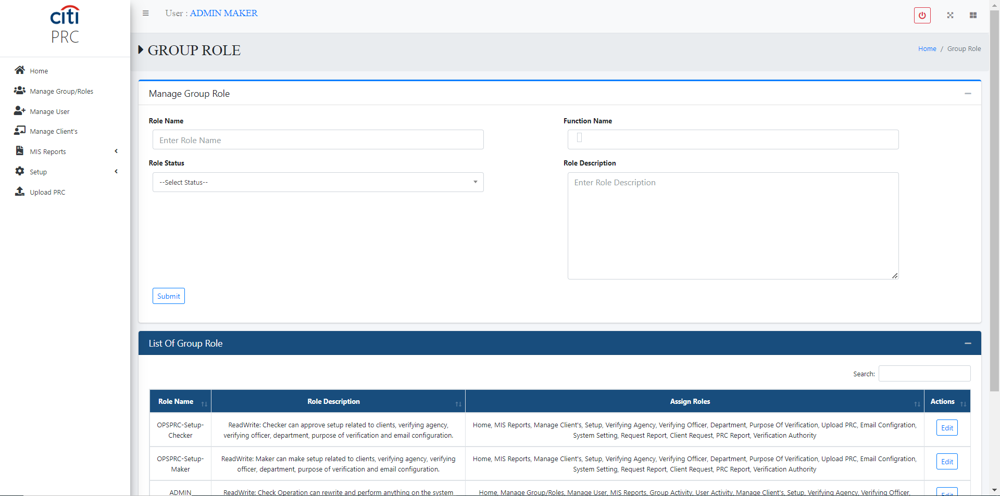 citi
PRC
User : ADMIN MAKER
GROUP ROLE
Home / Group Role
Home
Manage Group/Roles
Manage User
Manage Client's
MIS Reports
Setup
Upload PRC
Manage Group Role
Role Name
Function Name
Enter Role Name
Role Status
Role Description
--Select Status--
Enter Role Description
Submit
List Of Group Role
Search:
Role Name
Role Description
Assign Roles
Actions
OPSPRC-Setup-
Checker
ReadWrite: Checker can approve setup related to clients, verifying agency,
verifying officer, department, purpose of verification and email configuration.
Home, MIS Reports, Manage Client's, Setup, Verifying Agency, Verifying Officer, Department, Purpose Of Verification, Upload PRC, Email Configration,
System Setting, Request Report, Client Request, PRC Report, Verification Authority
Edit
OPSPRC-Setup-
Maker
ReadWrite: Maker can make setup related to clients, verifying agency, verifying
officer, department, purpose of verification and email configuration.
Home, MIS Reports, Manage Client's, Setup, Verifying Agency, Verifying Officer, Department, Purpose Of Verification, Upload PRC, Email Configration,
System Setting, Request Report, Client Request, PRC Report, Verification Authority
Edit
ADMIN
ReadWrite: Check Operation can rewrite and perform anything on the system
Home, Manage Group/Roles, Manage User, MIS Reports, Group Activity, User Activity, Manage Client's, Setup, Verifying Agency, Verifying Officer,
Edit